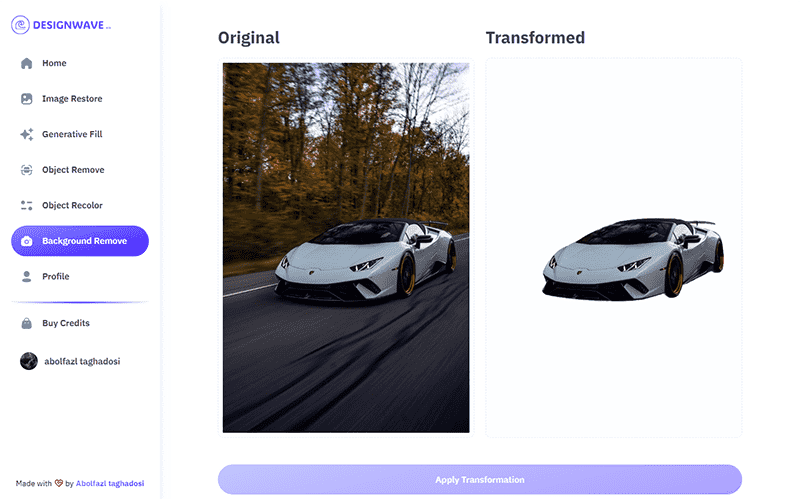 DESIGNWAVE
Home
Image Restore
Generative Fill
Object Remove
Object Recolor
Background Remove
Profile
Buy Credits
abolfazl taghadosi
Made with by Abolfazl taghadosi
Original
Transformed
Apply Transformation